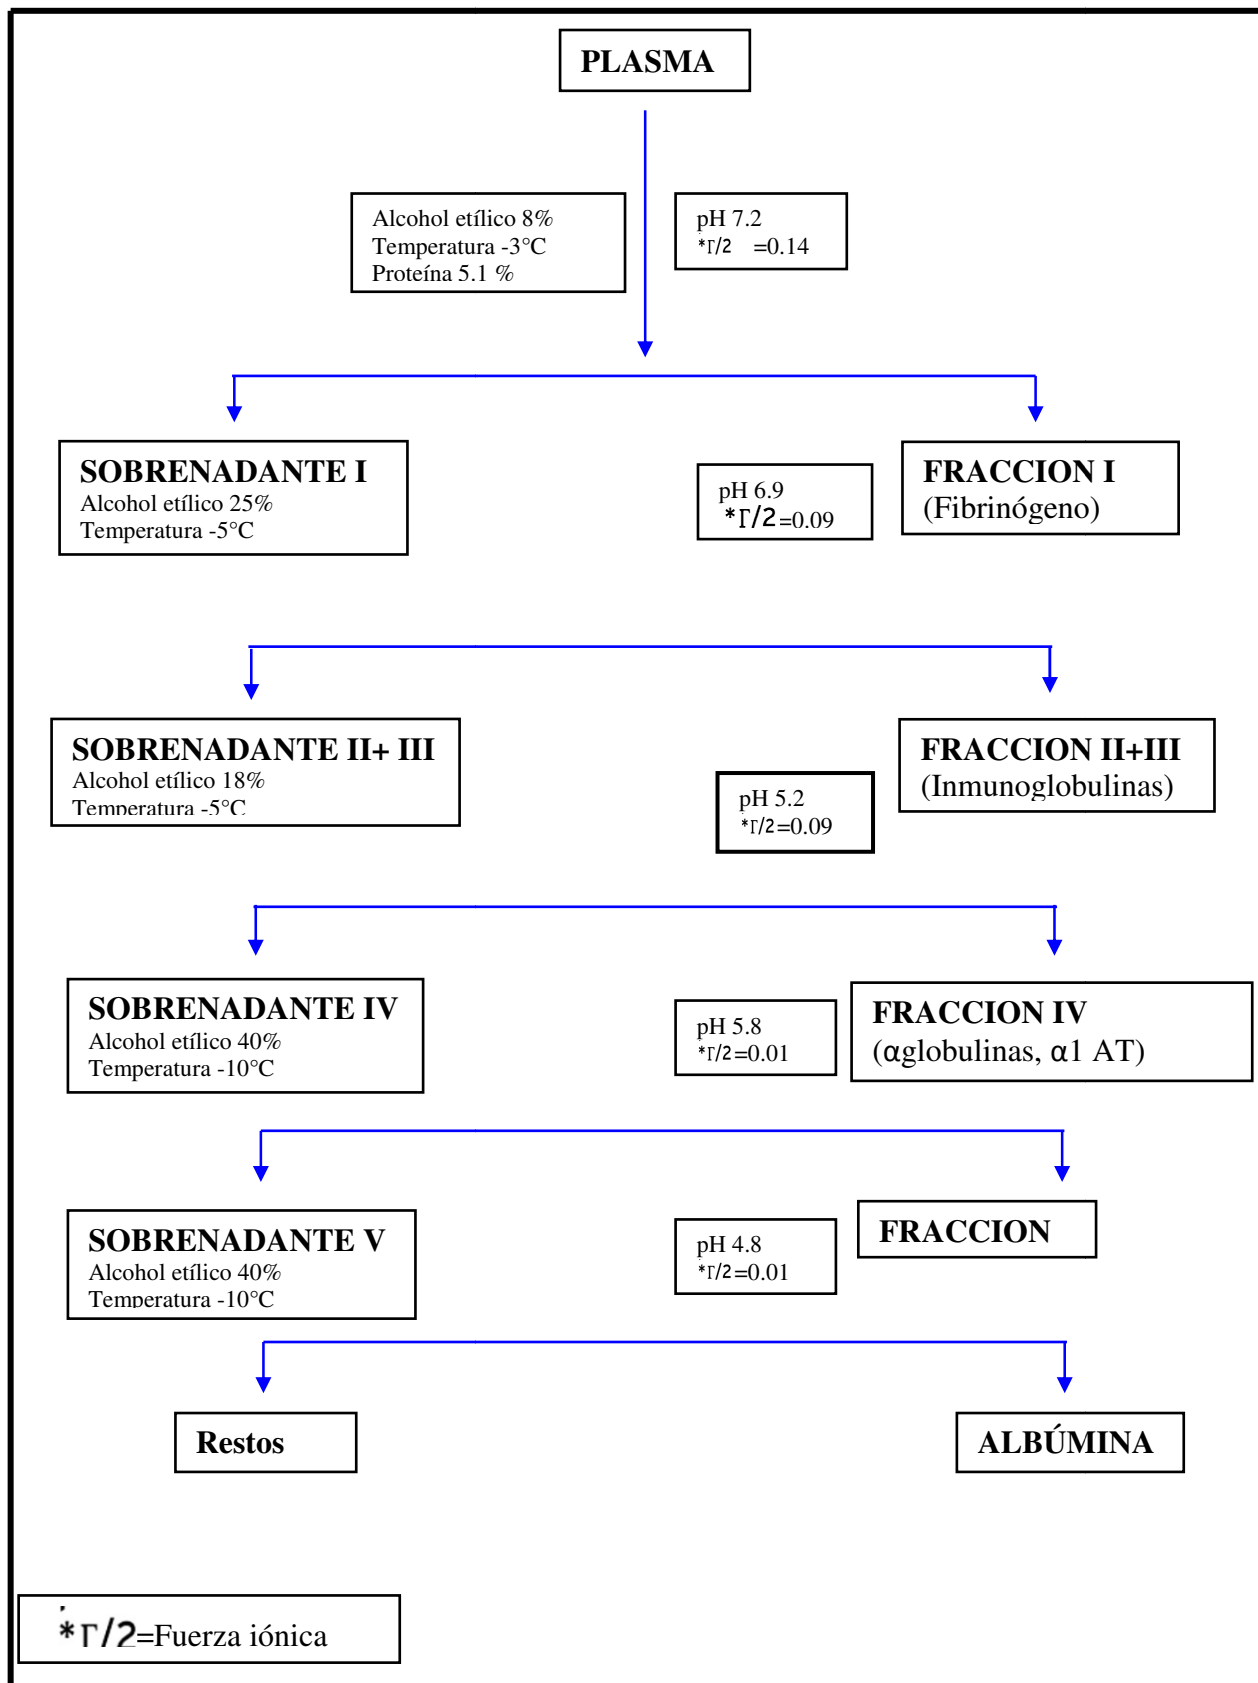 PLASMA
Alcohol etílico 8%
Temperatura -3°C
Proteína 5.1 %
pH 7.2
*Γ/2 =0.14
SOBRENADANTE I
Alcohol etílico 25%
Temperatura -5°C
pH 6.9
*Γ/2=0.09
FRACCION I
(Fibrinógeno)
SOBRENADANTE II+ III
Alcohol etílico 18%
Temperatura -5°C
pH 5.2
*Γ/2=0.09
FRACCION II+III
(Inmunoglobulinas)
SOBRENADANTE IV
Alcohol etílico 40%
Temperatura -10°C
pH 5.8
*Γ/2=0.01
FRACCION IV
(αglobulinas, α1 AT)
SOBRENADANTE V
Alcohol etílico 40%
Temperatura -10°C
pH 4.8
*Γ/2=0.01
FRACCION
Restos
ALBÚMINA
*Γ/2=Fuerza iónica